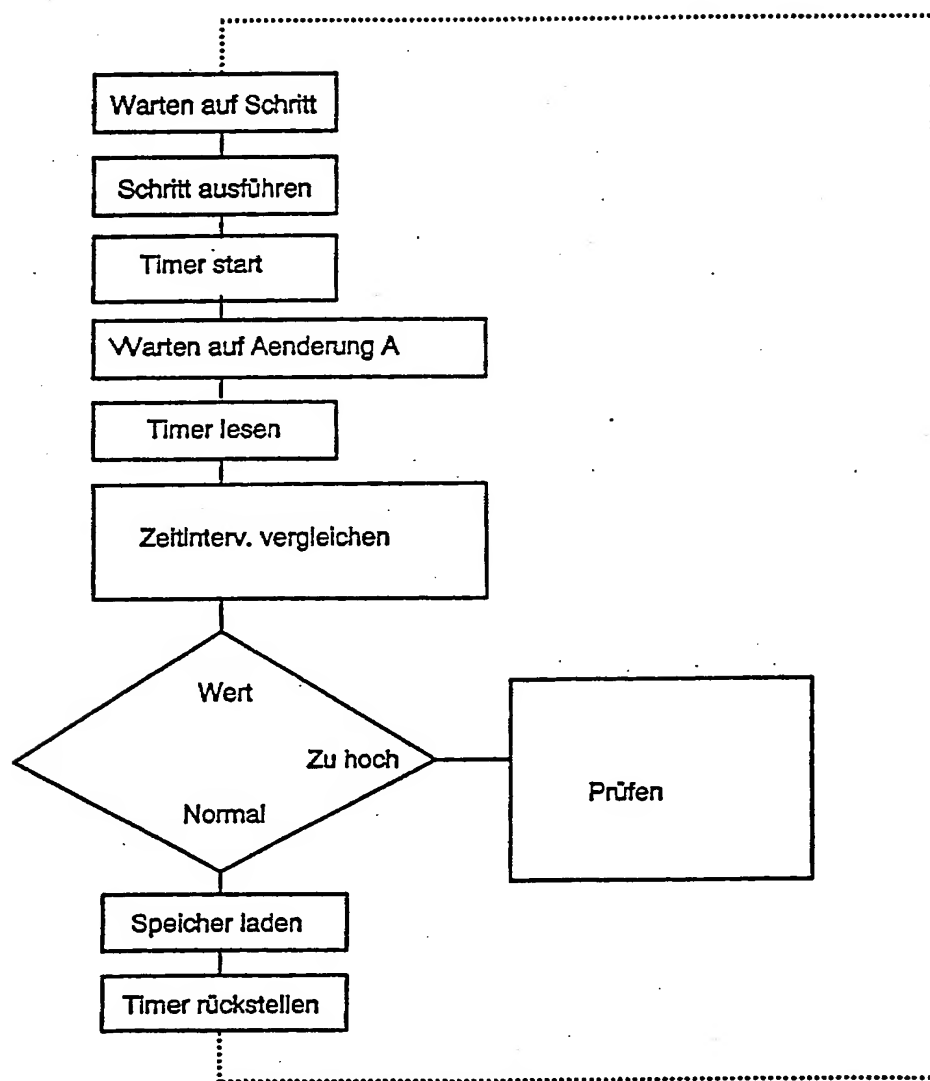 Warten auf Schritt
Schritt ausführen
Timer start
Warten auf Aenderung A
Timer lesen
Zeitinterv. vergleichen
Wert
Zu hoch
Prüfen
Normal
Speicher laden
Timer rückstellen